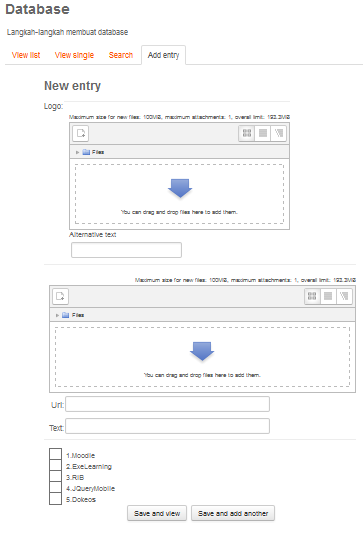 Database
Langkah-langkah membuat database
View list View single Search Add entry
New entry
Logo:
Maximum size for new files: 100MB, maximum attachments: 1, overall limit: 193.3MB
Files
You can drag and drop files here to add them.
Alternative text
Maximum size for new files: 100MB, maximum attachments: 1, overall limit: 193.3MB
Files
You can drag and drop files here to add them.
Url:
Text:
1.Moodle
2.ExeLearning
3.RIB
4.JQueryMobile
5.Dokeos
Save and view Save and add another